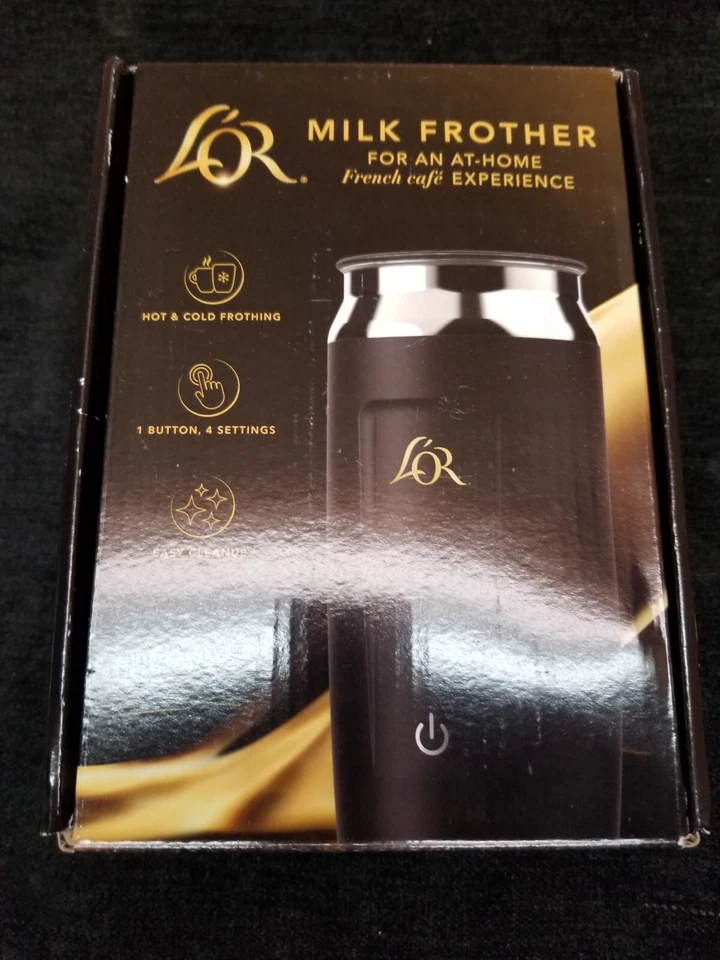 L'OR
MILK FROTHER
FOR AN AT-HOME
French café EXPERIENCE
HOT & COLD FROTHING
1 BUTTON, 4 SETTINGS
EASY CLEANUP
L'OR